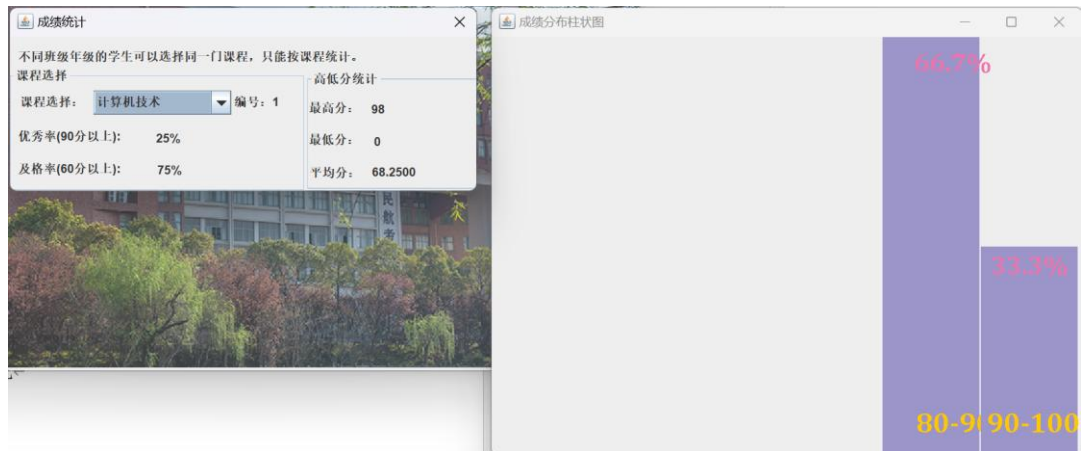 成绩统计
不同班级年级的学生可以选择同一门课程，只能按课程统计。
课程选择
课程选择： 计算机技术 编号：1
优秀率(90分以上): 25%
及格率(60分以上): 75%
高低分统计
最高分： 98
最低分： 0
平均分： 68.2500
民航
成绩分布柱状图
66.7%
33.3%
80-9
90-100